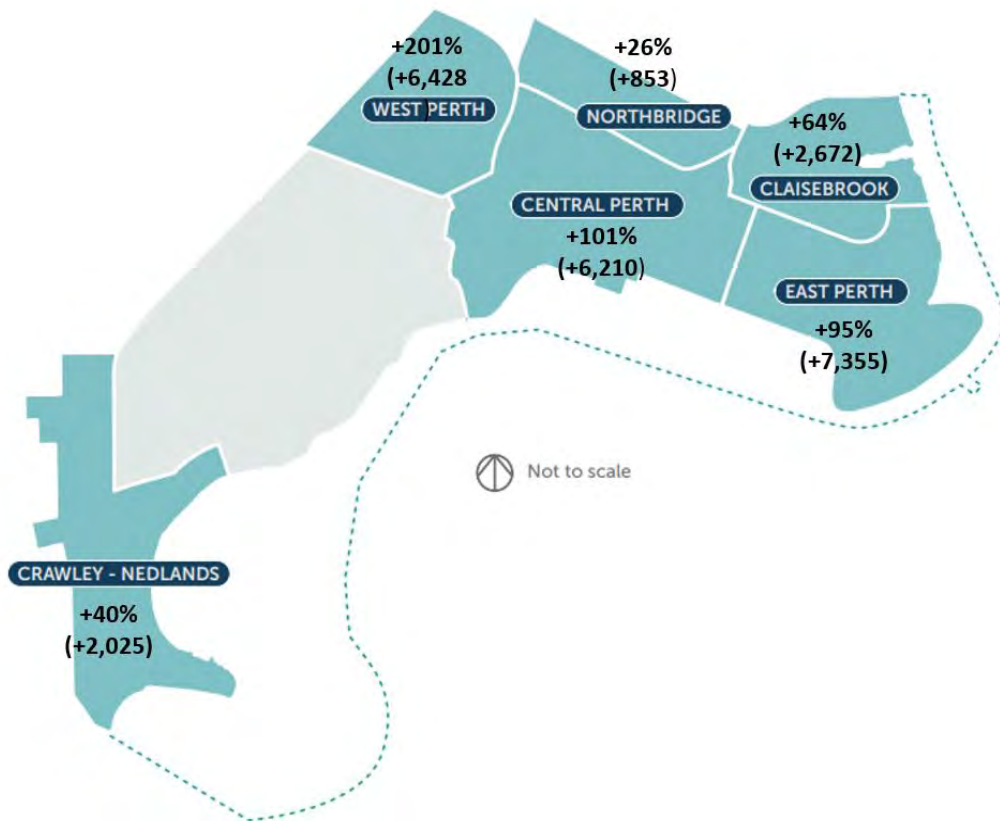 +201%
(+6,428
WEST PERTH
+26%
(+853)
NORTHBRIDGE
+64%
(+2,672)
CLAISEBROOK
CENTRAL PERTH
+101%
(+6,210)
EAST PERTH
+95%
(+7,355)
Not to scale
CRAWLEY - NEDLANDS
+40%
(+2,025)